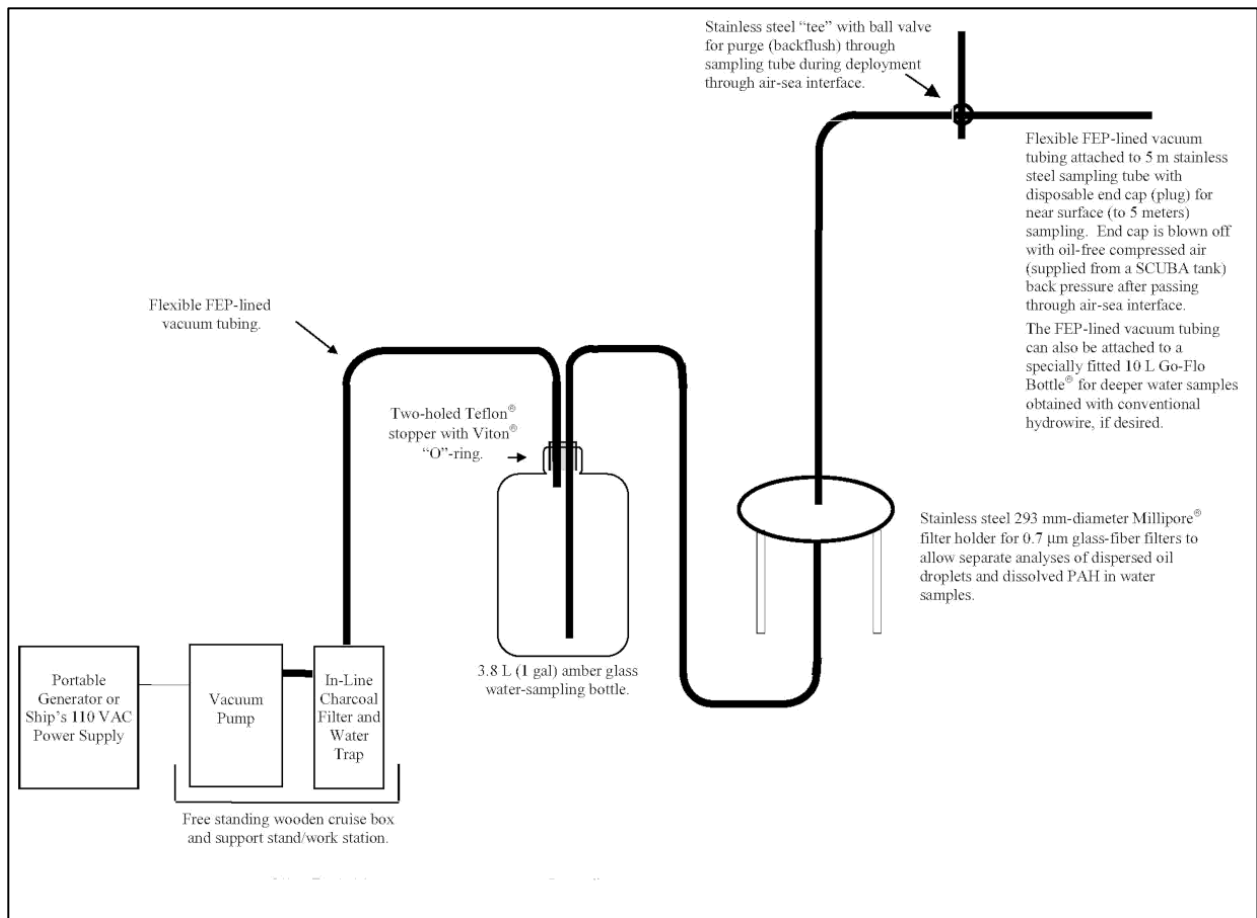 Stainless steel “tee” with ball valve
for purge (backflush) through
sampling tube during deployment
through air-sea interface.
Flexible FEP-lined vacuum
tubing attached to 5 m stainless
steel sampling tube with
disposable end cap (plug) for
near surface (to 5 meters)
sampling. End cap is blown off
with oil-free compressed air
(supplied from a SCUBA tank)
back pressure after passing
through air-sea interface.
The FEP-lined vacuum tubing
can also be attached to a
specially fitted 10 L Go-Flo
Bottle® for deeper water samples
obtained with conventional
hydrowire, if desired.
Flexible FEP-lined
vacuum tubing.
Two-holed Teflon®
stopper with Viton®
“O”-ring.
Stainless steel 293 mm-diameter Millipore®
filter holder for 0.7 μm glass-fiber filters to
allow separate analyses of dispersed oil
droplets and dissolved PAH in water
samples.
3.8 L (1 gal) amber glass
water-sampling bottle.
Portable
Generator or
Ship’s 110 VAC
Power Supply
Vacuum
Pump
In-Line
Charcoal
Filter and
Water
Trap
Free standing wooden cruise box
and support stand/work station.